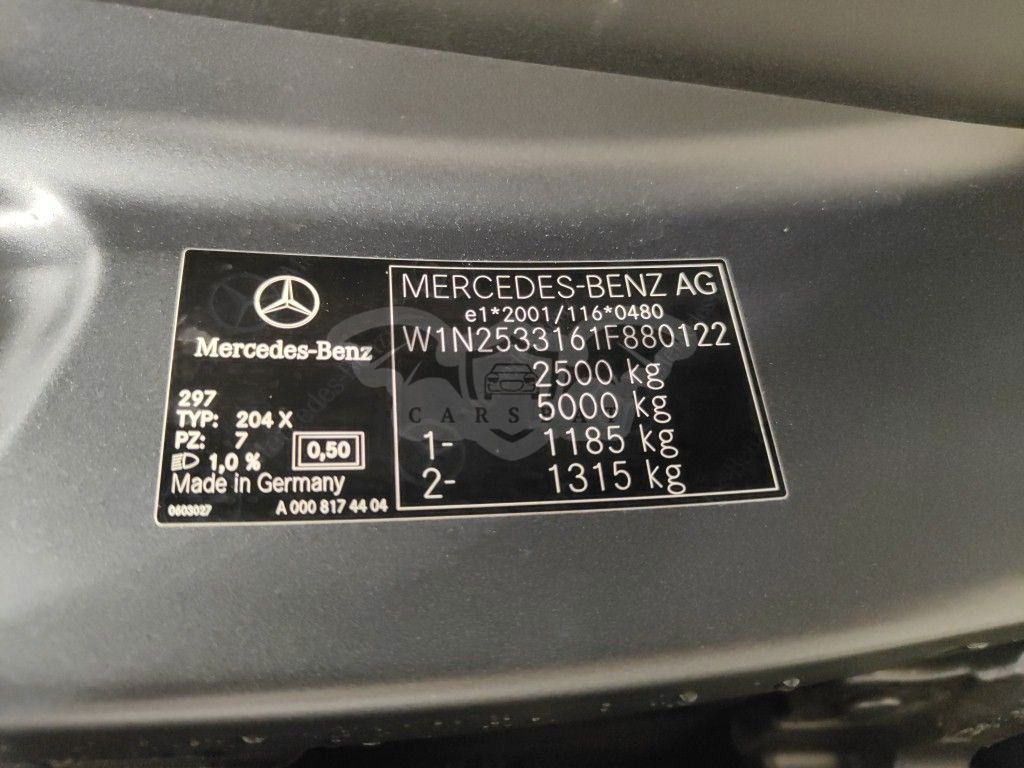 Mercedes-Benz
297
TYP: 204 X
PZ: 7
1,0 %
0,50
Made in Germany
0603027
A 000 817 44 04
MERCEDES-BENZ AG
e1*2001/116*0480
W1N2533161F880122
2500 kg
5000 kg
1- 1185 kg
2- 1315 kg